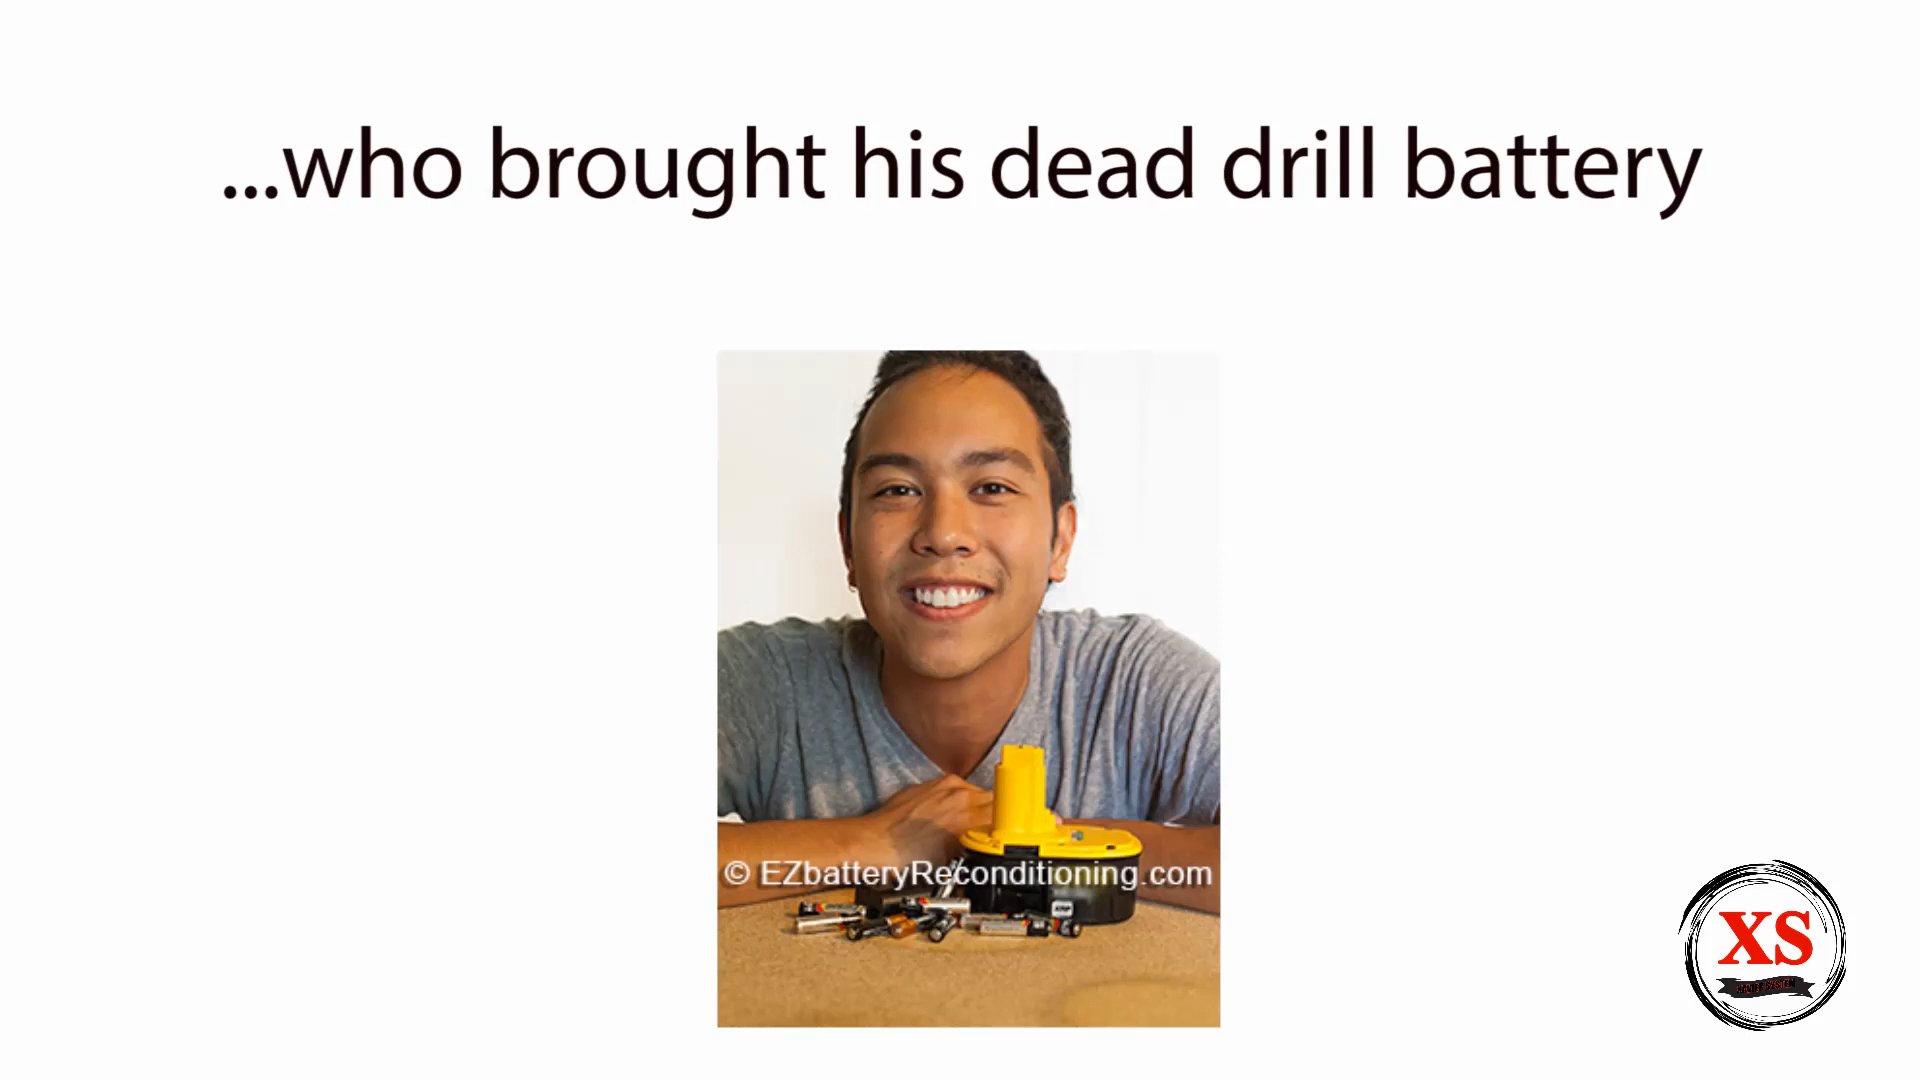 ...who brought his dead drill battery
© EZbatteryReconditioning.com
XS